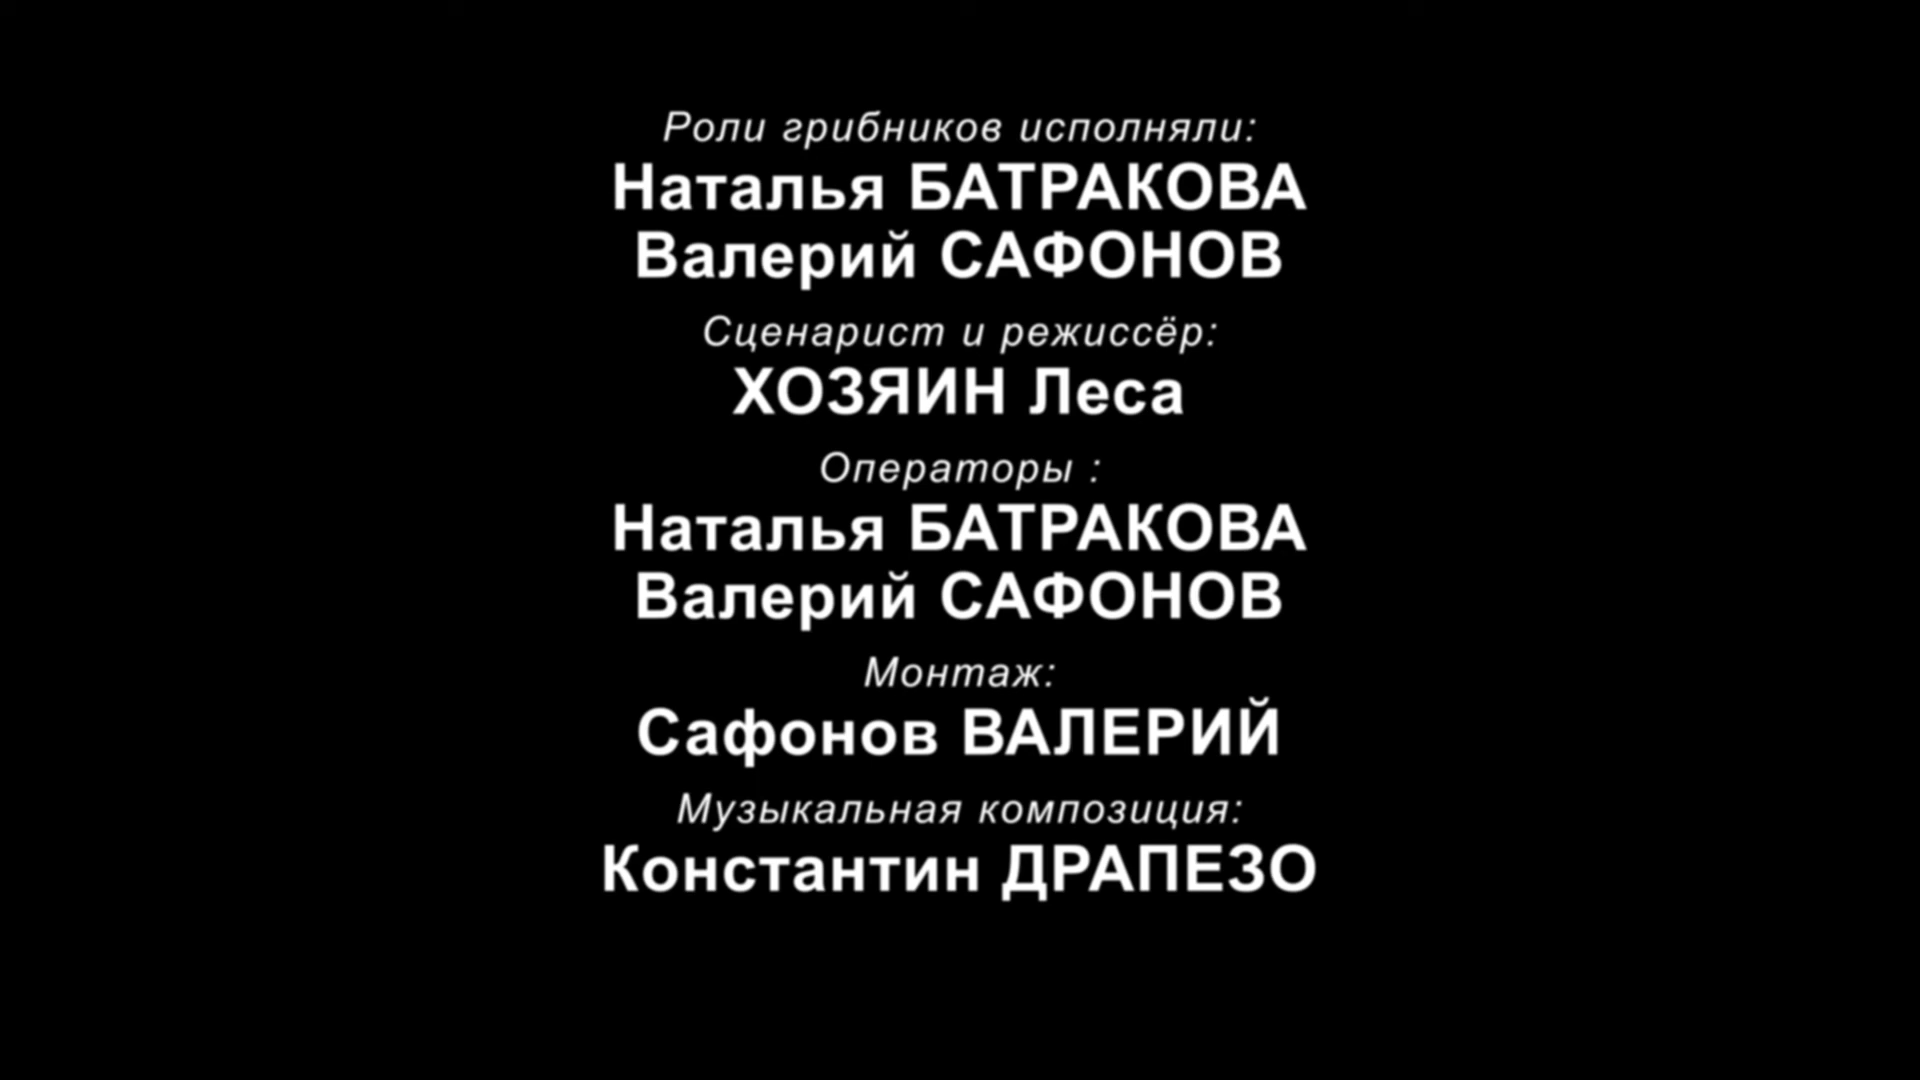 Роли грибников исполняли:
Наталья БАТРАКОВА
Валерий САФОНОВ
Сценарист и режиссёр:
ХОЗЯИН Леса
Операторы :
Наталья БАТРАКОВА
Валерий САФОНОВ
Монтаж:
Сафонов ВАЛЕРИЙ
Музыкальная композиция:
Константин ДРАПЕЗО